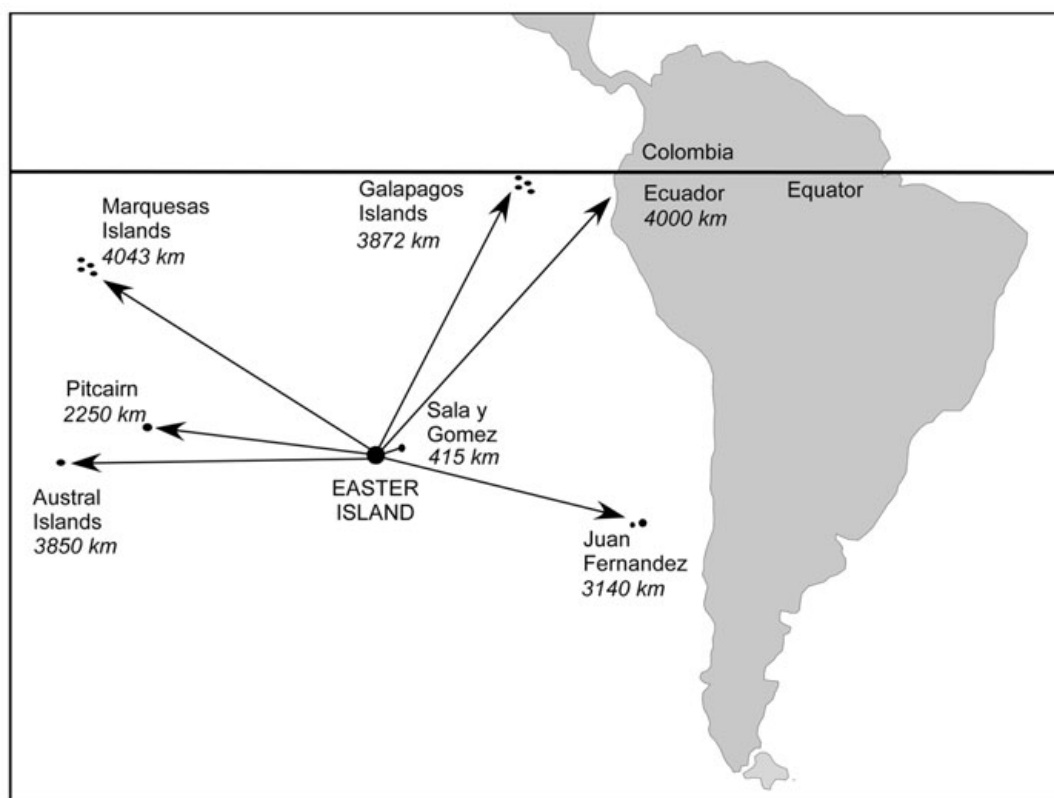 Colombia
Equator
Ecuador
4000 km
Galapagos
Islands
3872 km
Marquesas
Islands
4043 km
Pitcairn
2250 km
Sala y
Gomez
415 km
EASTER
ISLAND
Austral
Islands
3850 km
Juan
Fernandez
3140 km